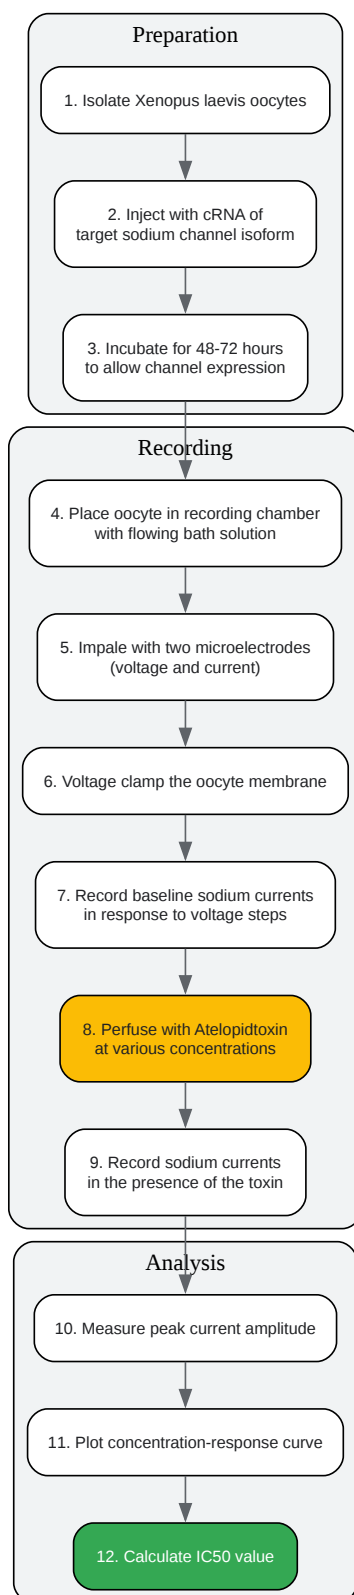 Preparation
1. Isolate Xenopus laevis oocytes
2. Inject with cRNA of
target sodium channel isoform
3. Incubate for 48-72 hours
to allow channel expression
Recording
4. Place oocyte in recording chamber
with flowing bath solution
5. Impale with two microelectrodes
(voltage and current)
6. Voltage clamp the oocyte membrane
7. Record baseline sodium currents
in response to voltage steps
8. Perfuse with Atelopidtoxin
at various concentrations
9. Record sodium currents
in the presence of the toxin
Analysis
10. Measure peak current amplitude
11. Plot concentration-response curve
12. Calculate IC50 value